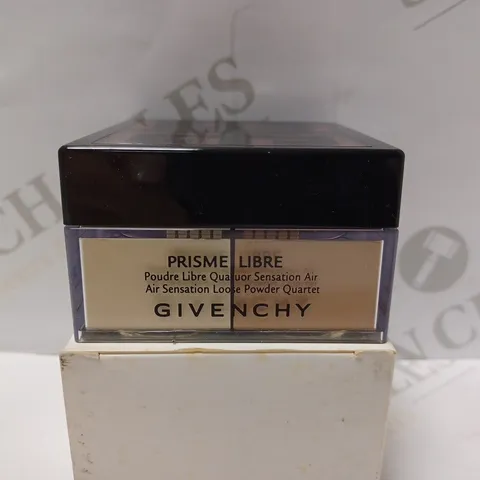 PRISME LIBRE
Poudre Libre Quatuor Sensation Air
Air Sensation Loose Powder Quartet
GIVENCHY